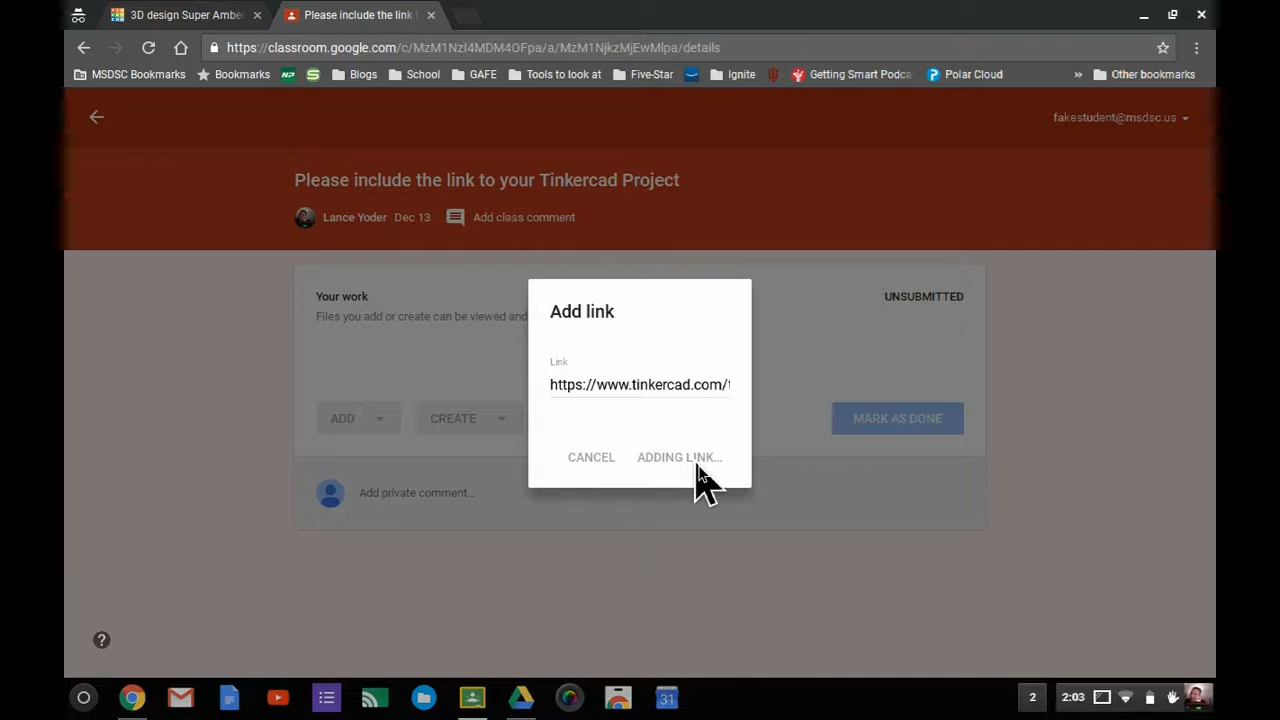 3D design Super Ambe
Please include the link
https://classroom.google.com/c/MzM1NzI4MDM4OFpa/a/MzM1NjkzMjEwMlpa/details
MSDSC Bookmarks Bookmarks NP S Blogs School GAFE Tools to look at Five-Star Ignite Getting Smart Podca Polar Cloud » Other bookmarks
fakestudent@msdsc.us
Please include the link to your Tinkercad Project
Lance Yoder Dec 13 Add class comment
Your work UNSUBMITTED
Files you add or create can be viewed and
Add link
Link
https://www.tinkercad.com/t
ADD CREATE MARK AS DONE
CANCEL ADDING LINK...
Add private comment...
?
31 2 2:03